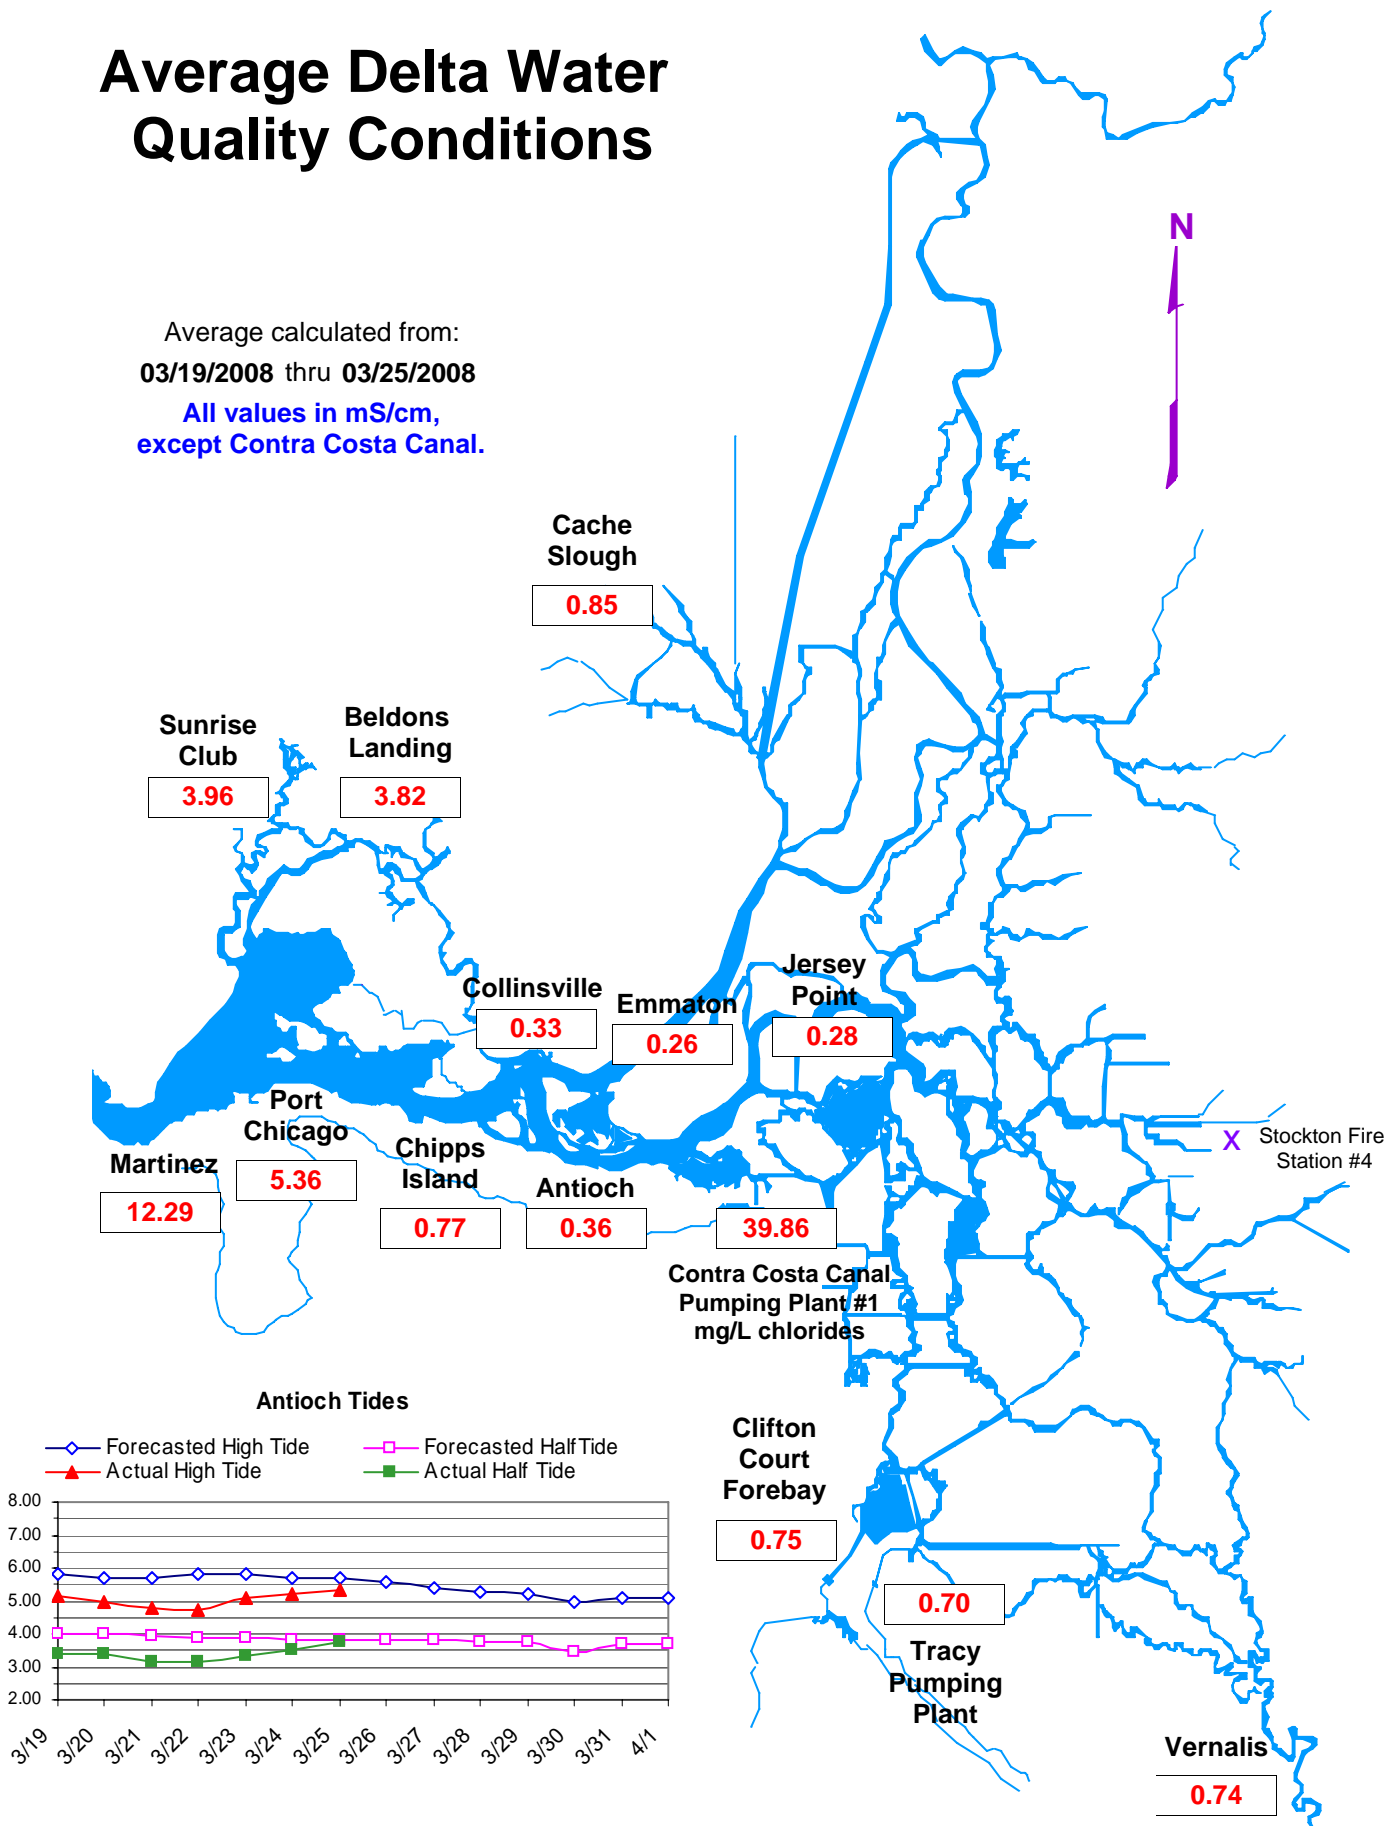 Average Delta Water
Quality Conditions
N
Average calculated from:
03/19/2008 thru 03/25/2008
All values in mS/cm,
except Contra Costa Canal.
Cache
Slough
0.85
Sunrise
Club
3.96
Beldons
Landing
3.82
Collinsville
0.33
Emmaton
0.26
Jersey
Point
0.28
Port
Chicago
5.36
Martinez
12.29
Chipps
Island
0.77
Antioch
0.36
39.86
Contra Costa Canal
Pumping Plant #1
mg/L chlorides
X Stockton Fire
Station #4
Clifton
Court
Forebay
0.75
0.70
Tracy
Pumping
Plant
Vernalis
0.74
Antioch Tides
Forecasted High Tide
Forecasted Half Tide
Actual High Tide
Actual Half Tide
8.00
7.00
6.00
5.00
4.00
3.00
2.00
3/19 3/20 3/21 3/22 3/23 3/24 3/25 3/26 3/27 3/28 3/29 3/30 3/31 4/1